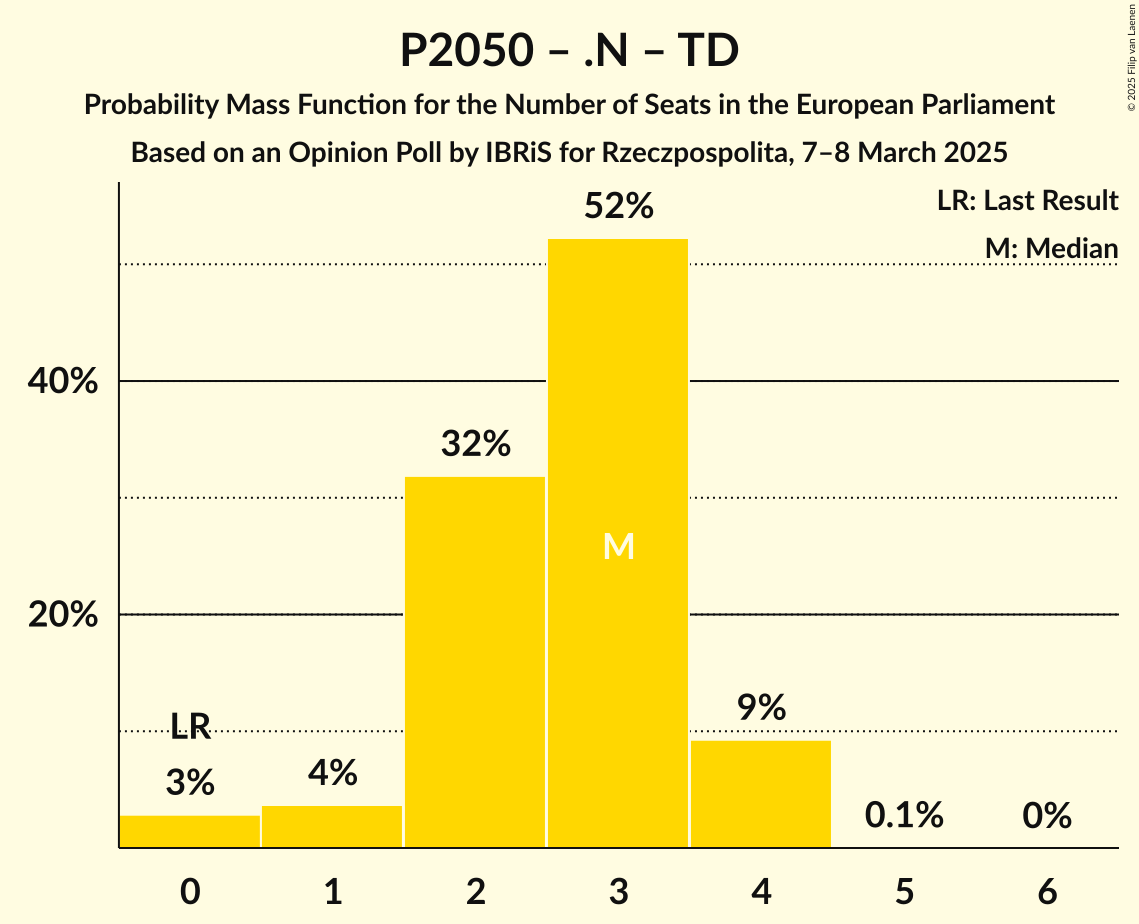 P2050 – .N – TD
Probability Mass Function for the Number of Seats in the European Parliament
Based on an Opinion Poll by IBRiS for Rzeczpospolita, 7–8 March 2025
© 2025 Filip van Laenen
LR: Last Result
M: Median
52%
40%
32%
M
20%
LR
9%
3%
4%
0.1%
0%
0 1 2 3 4 5 6